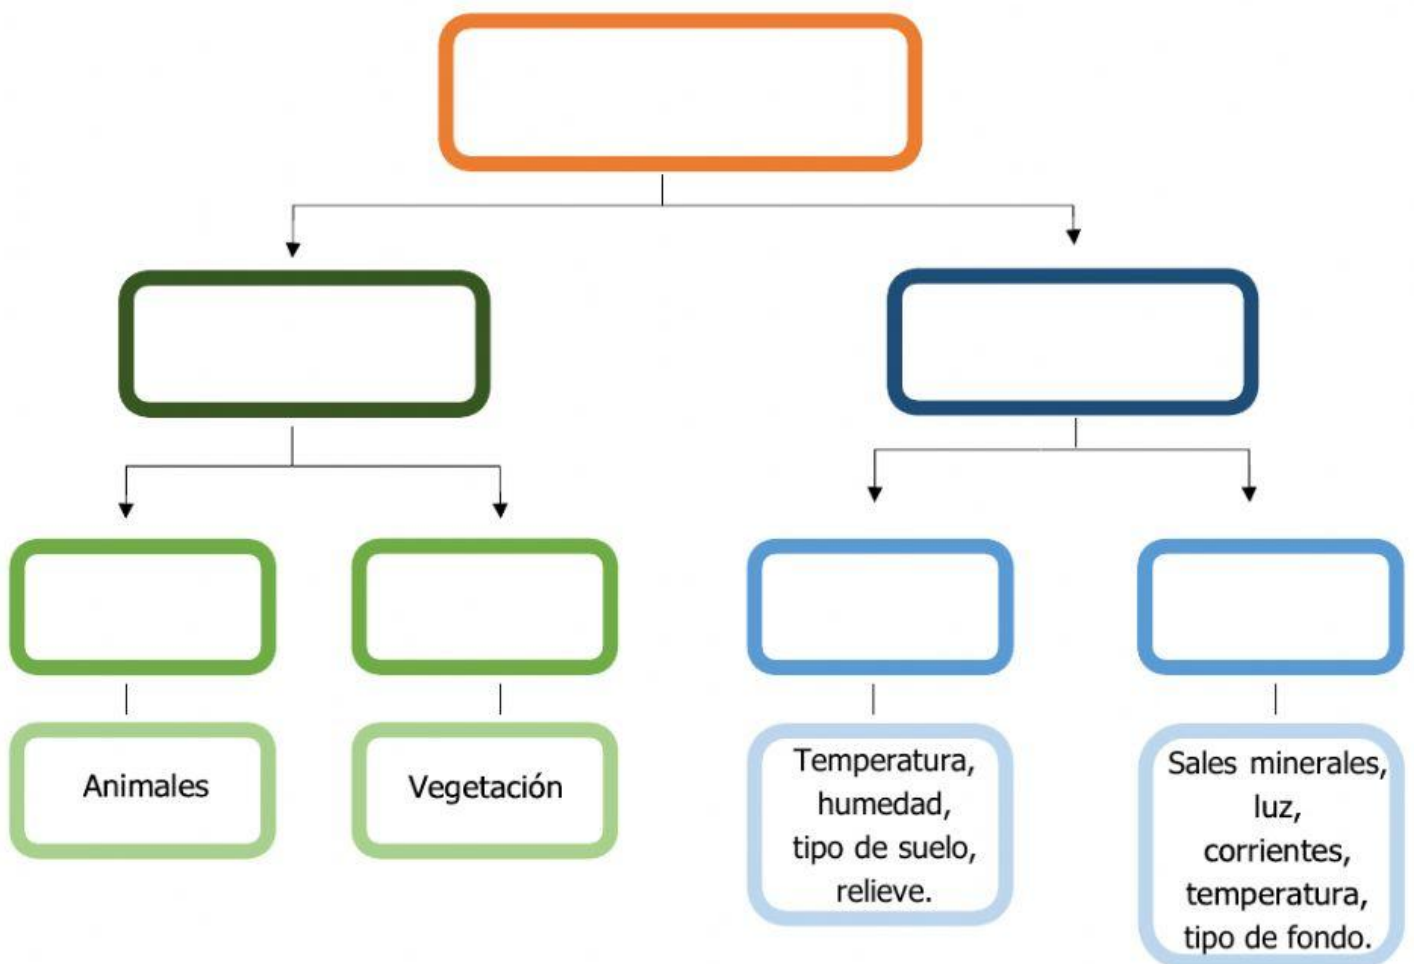 Animales
Vegetación
Temperatura,
humedad,
tipo de suelo,
relieve.
Sales minerales,
luz,
corrientes,
temperatura,
tipo de fondo.